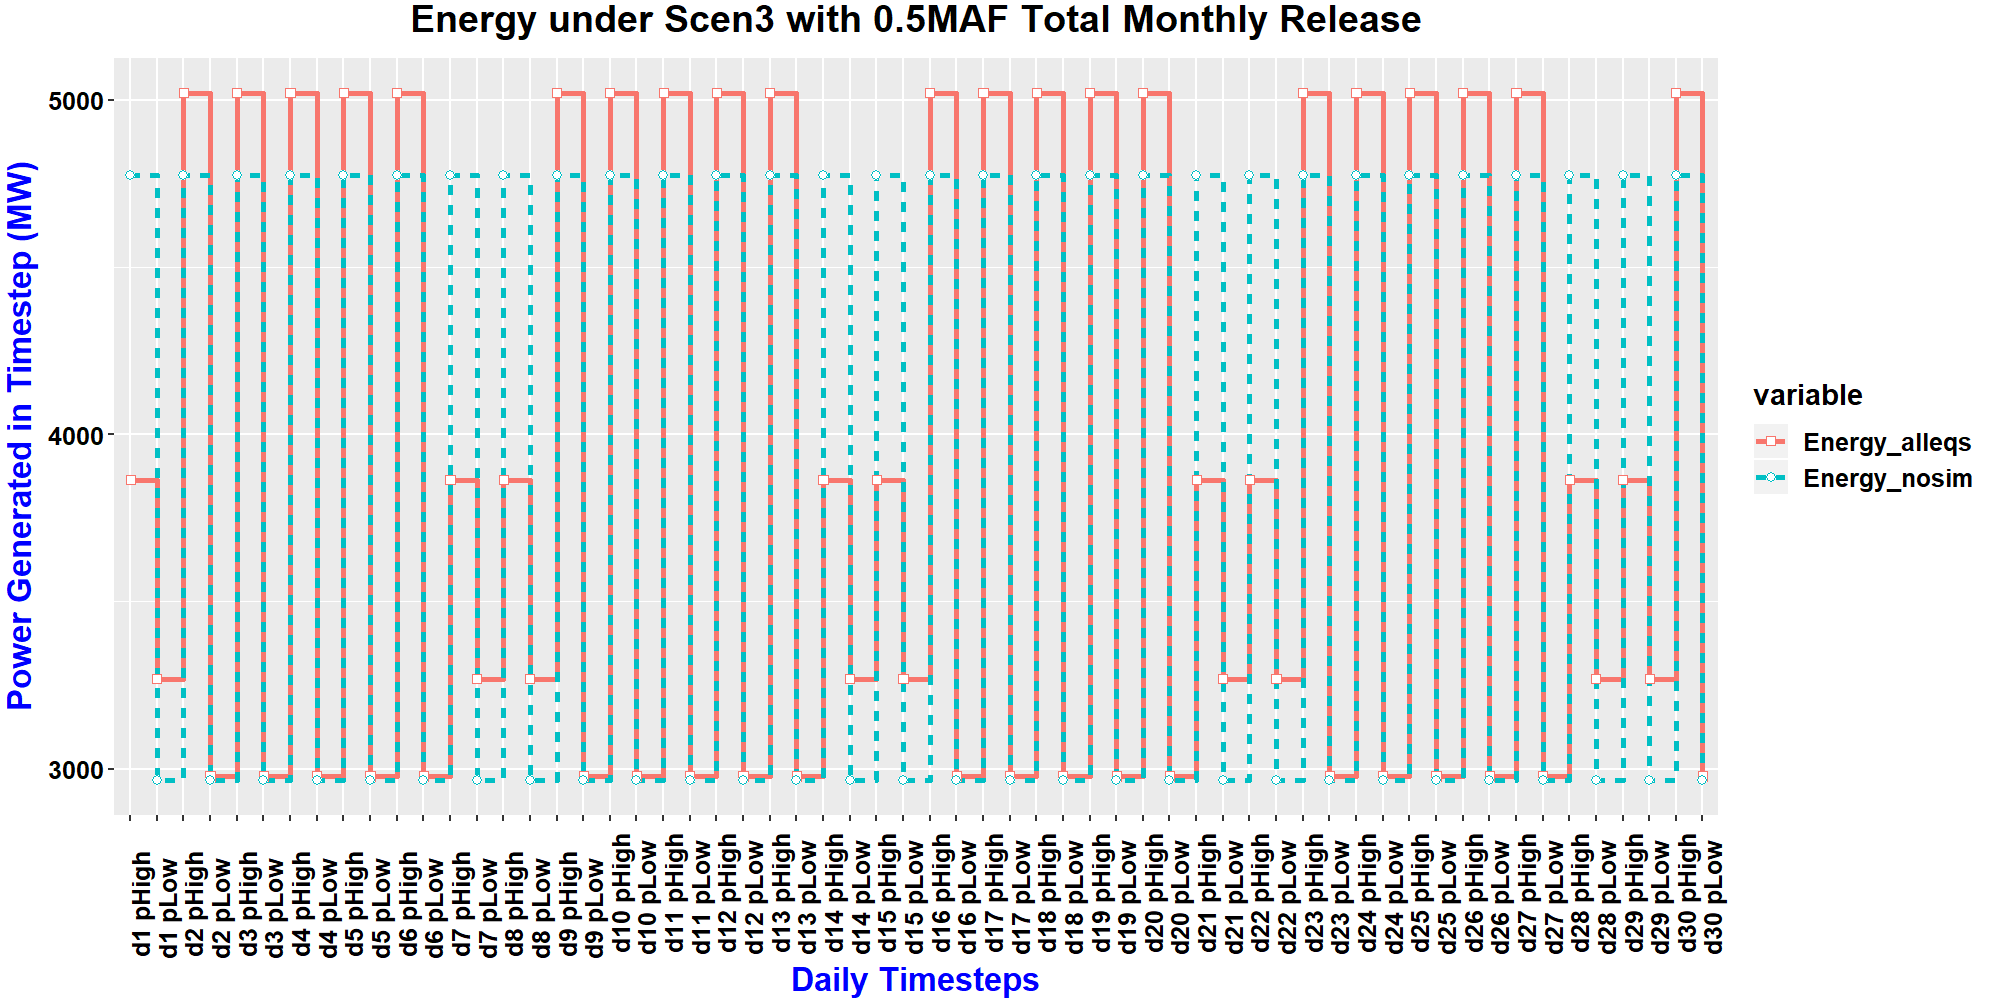 Energy under Scen3 with 0.5MAF Total Monthly Release
Power Generated in Timestep (MW)
5000
4000
3000
d1 pHigh
d1 pLow
d2 pHigh
d2 pLow
d3 pHigh
d3 pLow
d4 pHigh
d4 pLow
d5 pHigh
d5 pLow
d6 pHigh
d6 pLow
d7 pHigh
d7 pLow
d8 pHigh
d8 pLow
d9 pHigh
d9 pLow
d10 pHigh
d10 pLow
d11 pHigh
d11 pLow
d12 pHigh
d12 pLow
d13 pHigh
d13 pLow
d14 pHigh
d14 pLow
d15 pHigh
d15 pLow
d16 pHigh
d16 pLow
d17 pHigh
d17 pLow
d18 pHigh
d18 pLow
d19 pHigh
d19 pLow
d20 pHigh
d20 pLow
d21 pHigh
d21 pLow
d22 pHigh
d22 pLow
d23 pHigh
d23 pLow
d24 pHigh
d24 pLow
d25 pHigh
d25 pLow
d26 pHigh
d26 pLow
d27 pHigh
d27 pLow
d28 pHigh
d28 pLow
d29 pHigh
d29 pLow
d30 pHigh
d30 pLow
Daily Timesteps
variable
Energy_alleqs
Energy_nosim